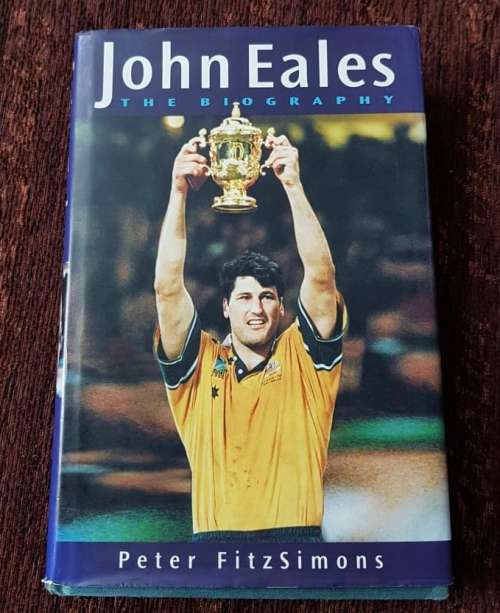 John Eales
THE BIOGRAPHY
Peter FitzSimons